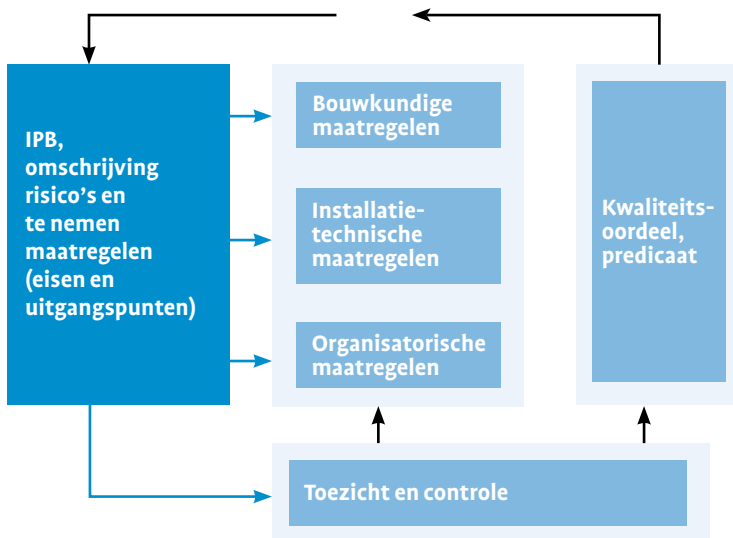 IPB,
omschrijving
risico’s en
te nemen
maatregelen
(eisen en
uitgangspunten)
Bouwkundige
maatregelen
Installatie-
technische
maatregelen
Organisatorische
maatregelen
Kwaliteits-
oordeel,
predicaat
Toezicht en controle